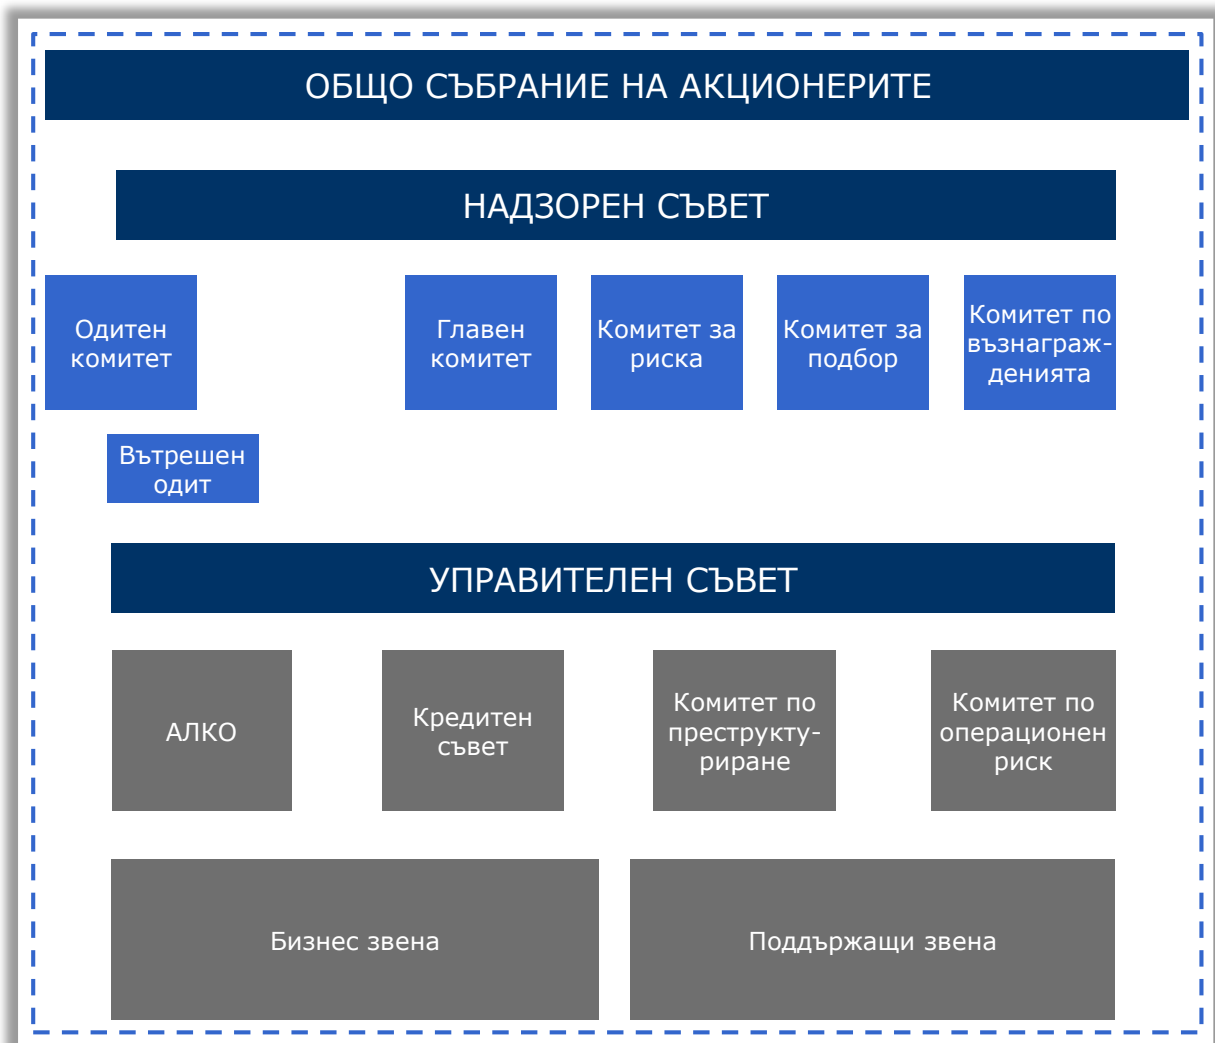 ОБЩО СЪБРАНИЕ НА АКЦИОНЕРИТЕ
НАДЗОРЕН СЪВЕТ
Одитен
комитет
Главен
комитет
Комитет за
риска
Комитет за
подбор
Комитет по
възнаграж-
денията
Вътрешен
одит
УПРАВИТЕЛЕН СЪВЕТ
АЛКО
Кредитен
съвет
Комитет по
преструкту-
риране
Комитет по
операционен
риск
Бизнес звена
Поддържащи звена